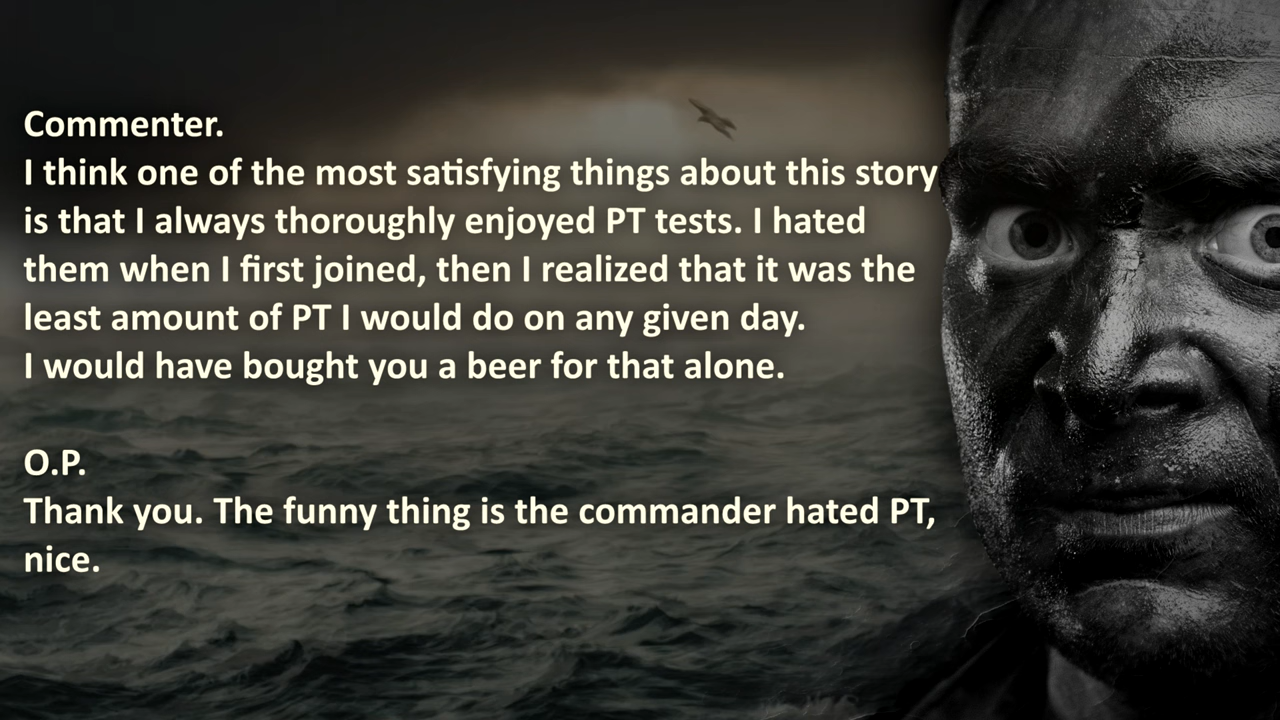 Commenter.
I think one of the most satisfying things about this story
is that I always thoroughly enjoyed PT tests. I hated
them when I first joined, then I realized that it was the
least amount of PT I would do on any given day.
I would have bought you a beer for that alone.
O.P.
Thank you. The funny thing is the commander hated PT,
nice.